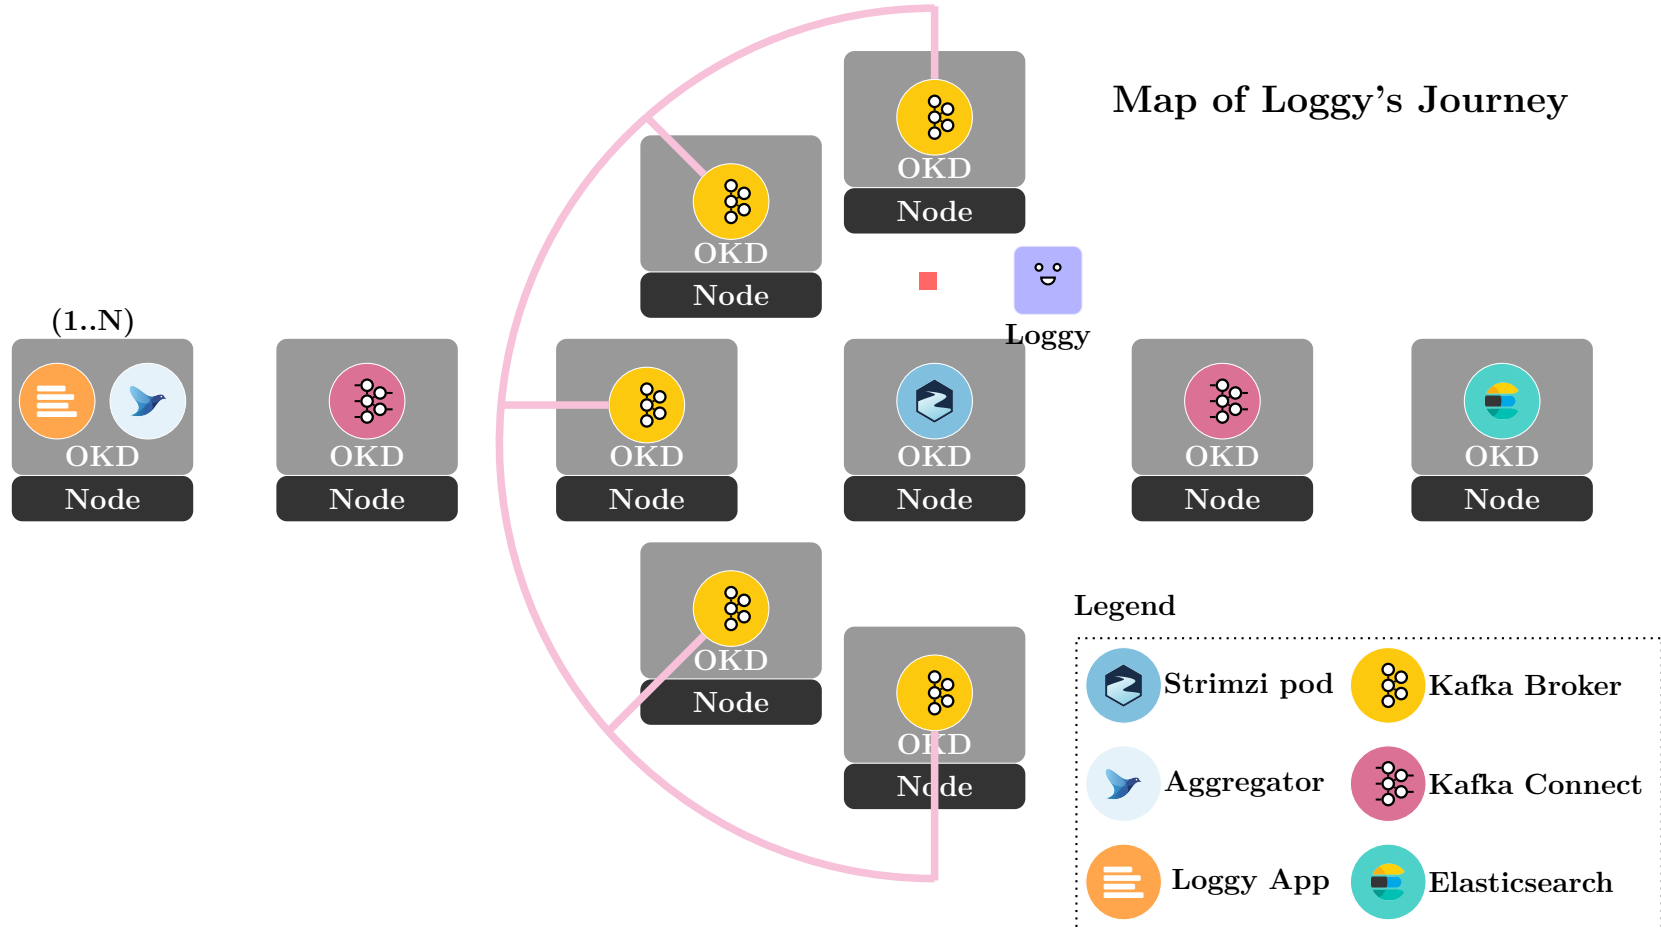 Map of Loggy's Journey
OKD
Node
OKD
Node
Loggy
(1..N)
OKD
Node
OKD
Node
OKD
Node
OKD
Node
OKD
Node
OKD
Node
OKD
Node
OKD
Node
Legend
Strimzi pod
Kafka Broker
Aggregator
Kafka Connect
Loggy App
Elasticsearch